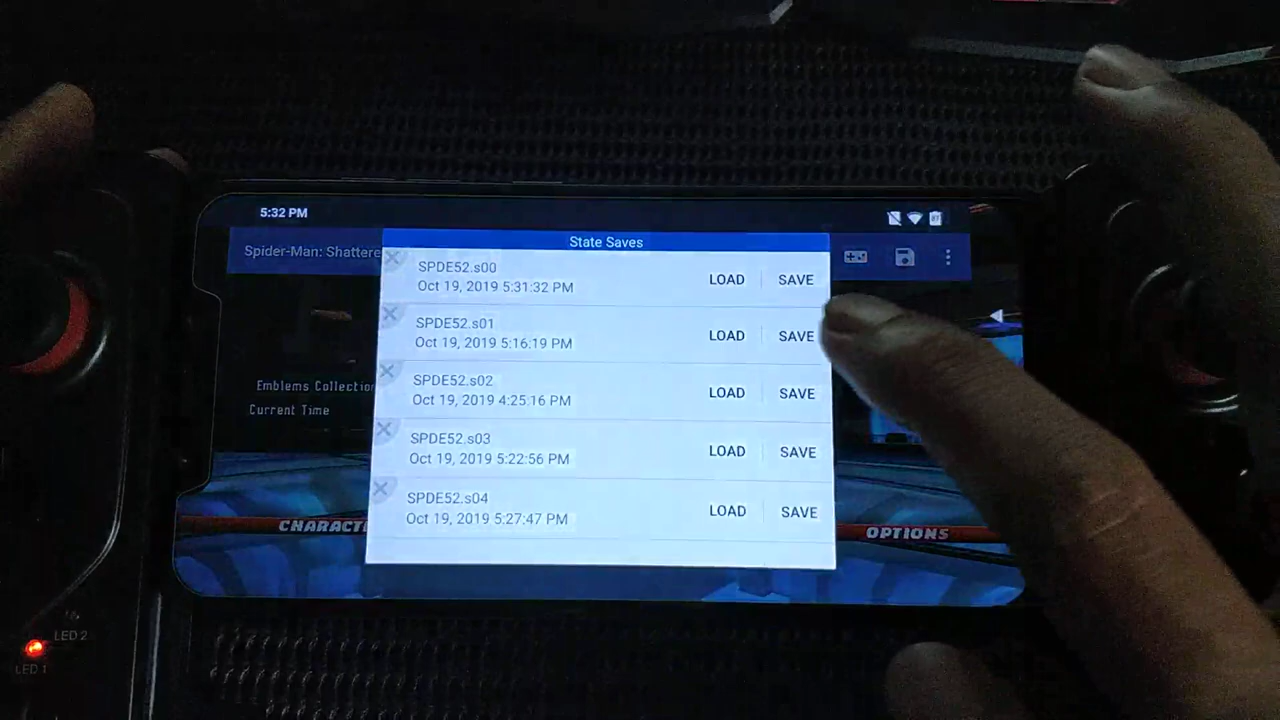 5:32 PM
Spider-Man: Shattere
State Saves
SPDE52.s00
Oct 19, 2019 5:31:32 PM
LOAD
SAVE
SPDE52.s01
Oct 19, 2019 5:16:19 PM
LOAD
SAVE
SPDE52.s02
Oct 19, 2019 4:25:16 PM
LOAD
SAVE
SPDE52.s03
Oct 19, 2019 5:22:56 PM
LOAD
SAVE
SPDE52.s04
Oct 19, 2019 5:27:47 PM
LOAD
SAVE
Emblems Collection
Current Time
CHARACT
OPTIONS
LED 2
LED 1